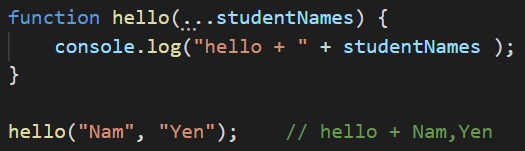 function hello(...studentNames) {
    console.log("hello + " + studentNames );
}
hello("Nam", "Yen");    // hello + Nam,Yen